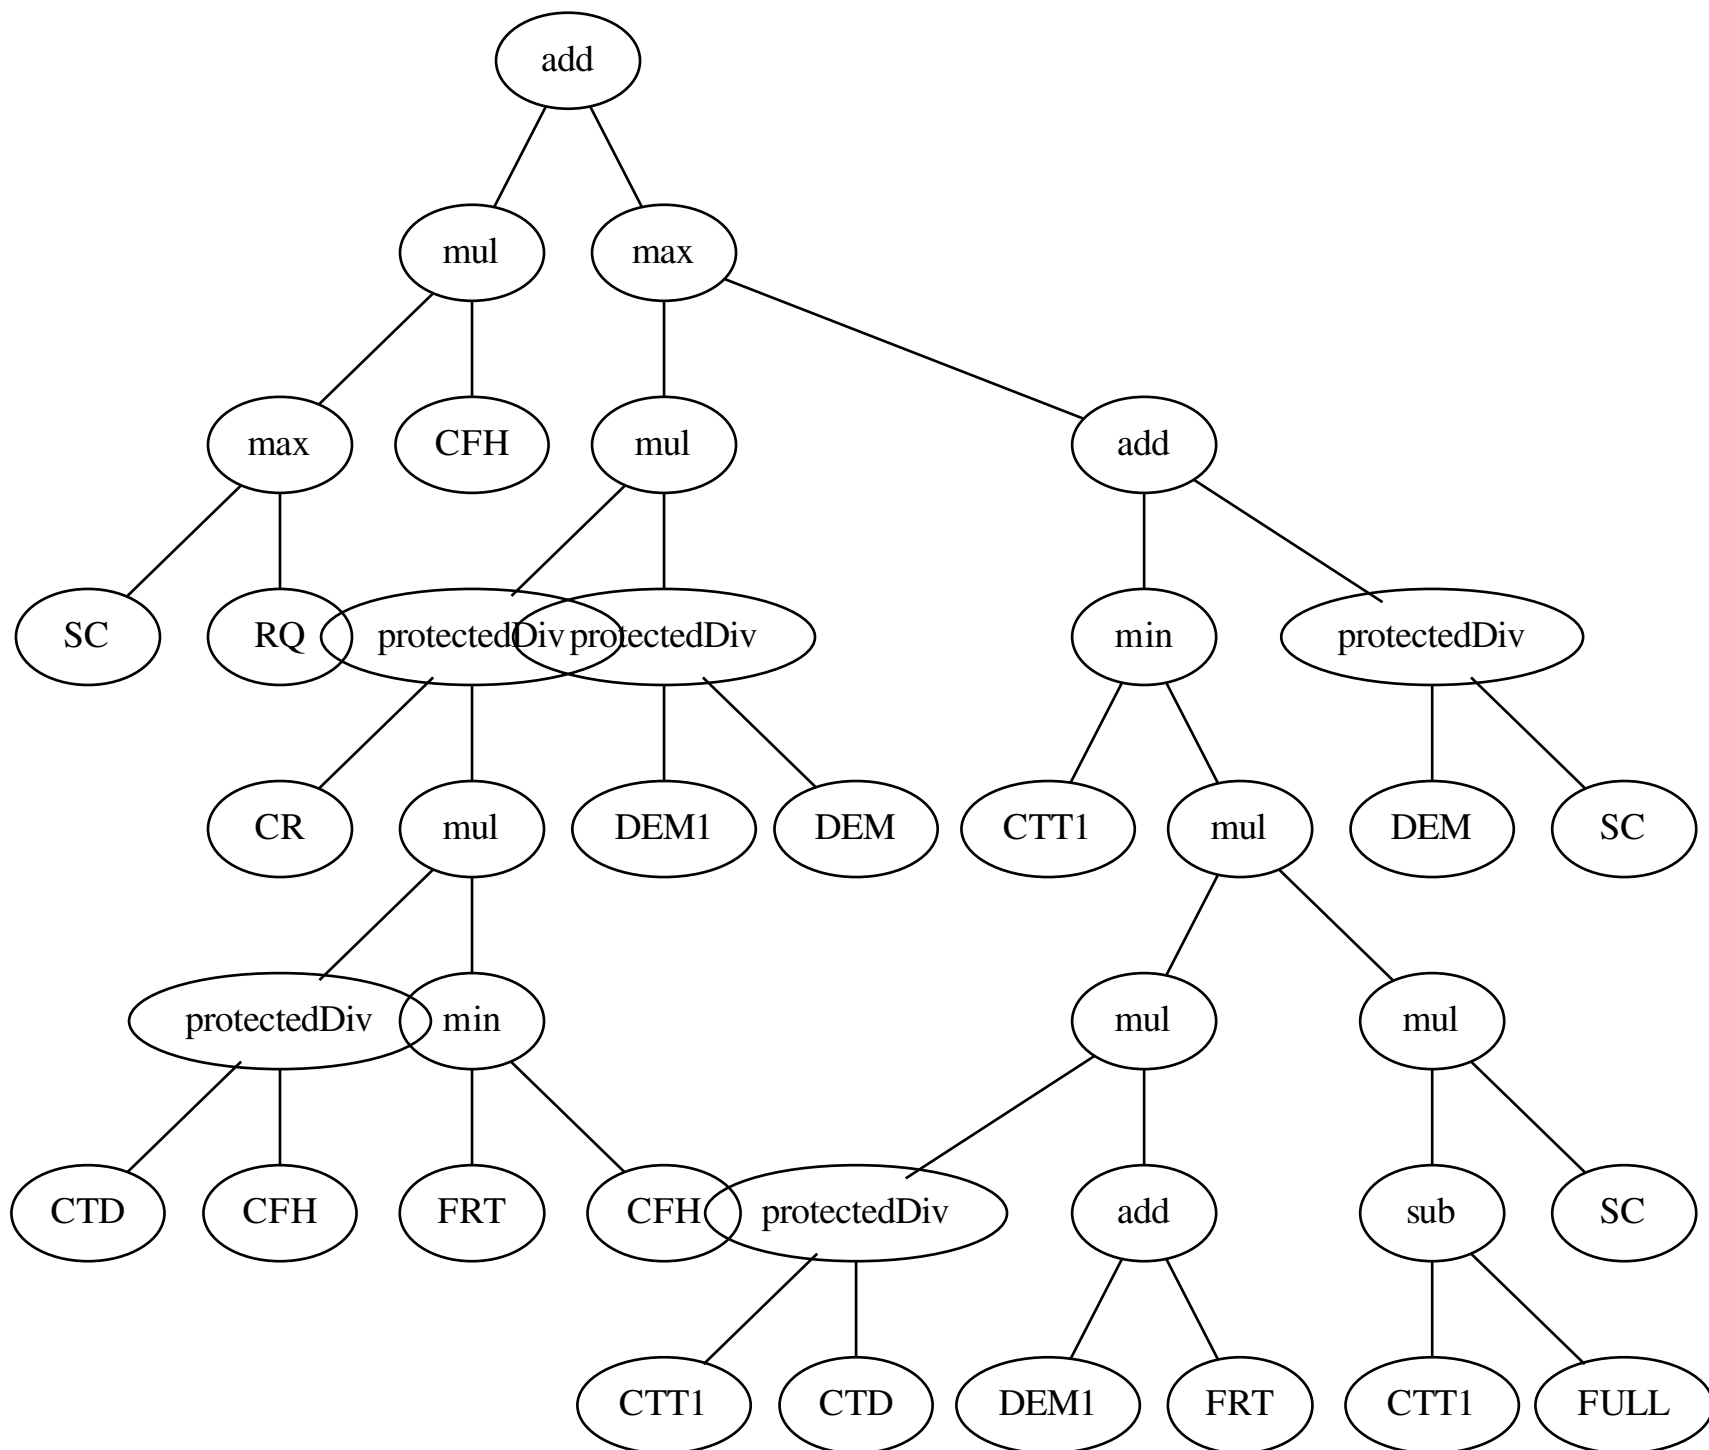 add
mul max
max CFH mul add
SC RQ protectedDiv protectedDiv min protectedDiv
CR mul DEM1 DEM CTT1 mul DEM SC
protectedDiv min mul mul
CTD CFH FRT CFH protectedDiv add sub SC
CTT1 CTD DEM1 FRT CTT1 FULL